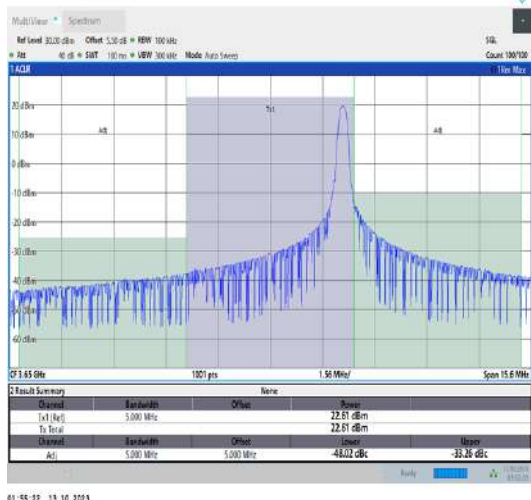 MultiView Spectrum
Ref Level 30.00 dBm Offset 5.50 dB RBW 100 kHz SGL
Att 40 dB SWT 100 ms VBW 300 kHz Mode Auto Sweep Count 100/100
1 ACLR 1Rm Max
20 dBm Tx1
10 dBm Adj Adj
0 dBm
-10 dBm
-20 dBm
-30 dBm
-40 dBm
-60 dBm
CF 3.65 GHz 1001 pts 1.56 MHz/ Span 15.6 MHz
2 Result Summary None
Channel Bandwidth Offset Power
Tx1 (Ref) 5.000 MHz 22.61 dBm
Tx Total 22.61 dBm
Channel Bandwidth Offset Lower Upper
Adj 5.000 MHz 5.000 MHz -48.02 dBc -33.26 dBc
Ready
01:55:22 13.10.2023